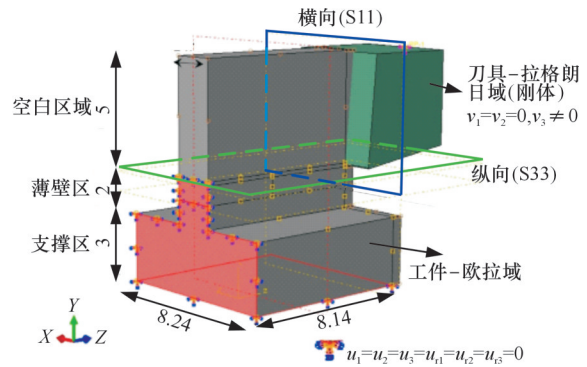 横向(S11)
刀具-拉格朗
日域(刚体)
v₁=v₂=0,v₃≠0
空白区域
5
纵向(S33)
薄壁区
2
支撑区
3
工件-欧拉域
8.24
8.14
Y
X
Z
u₁=u₂=u₃=uᵣ₁=uᵣ₂=uᵣ₃=0